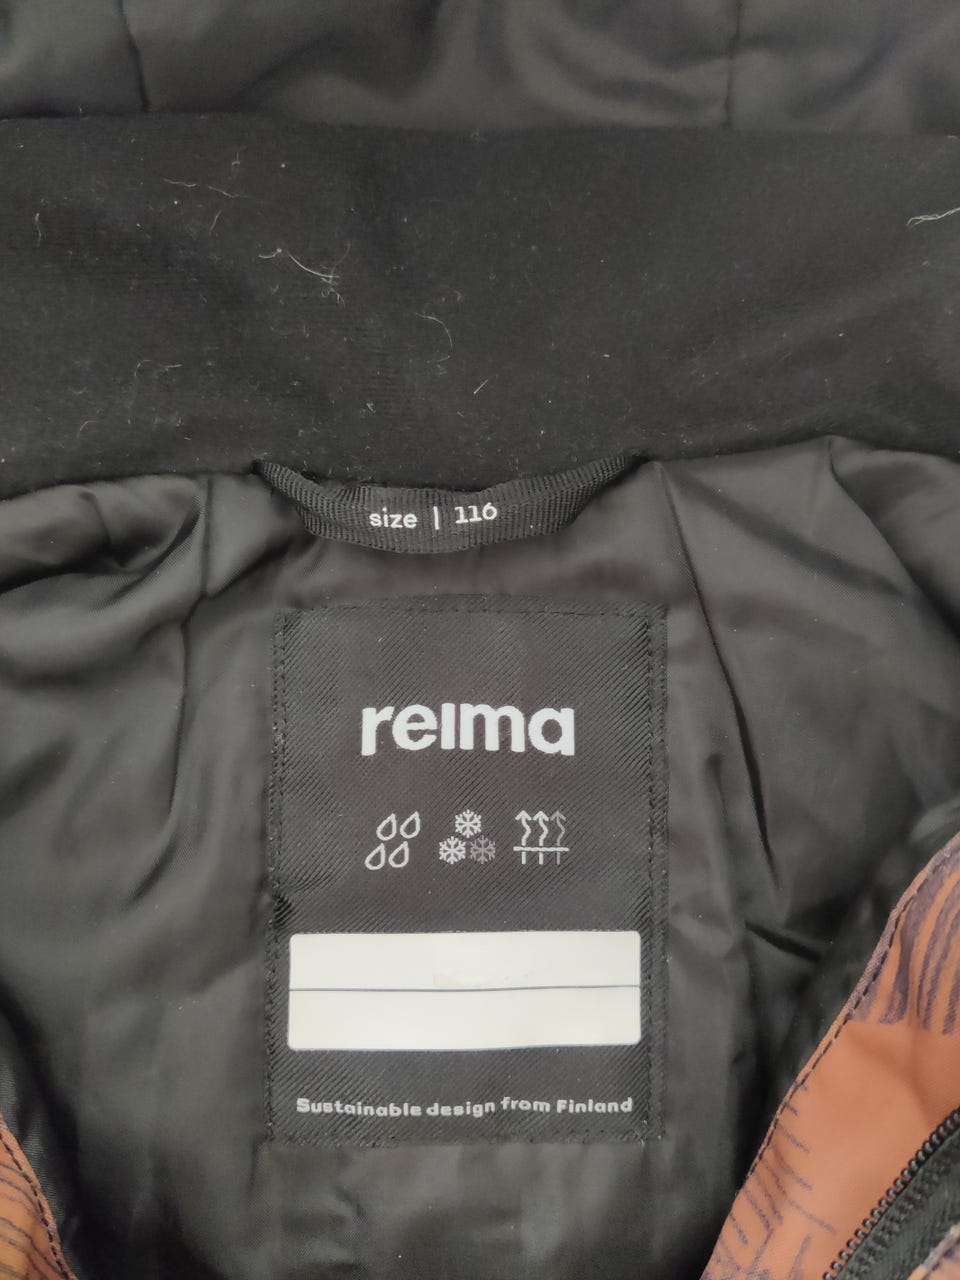 size | 116
reima
Sustainable design from Finland